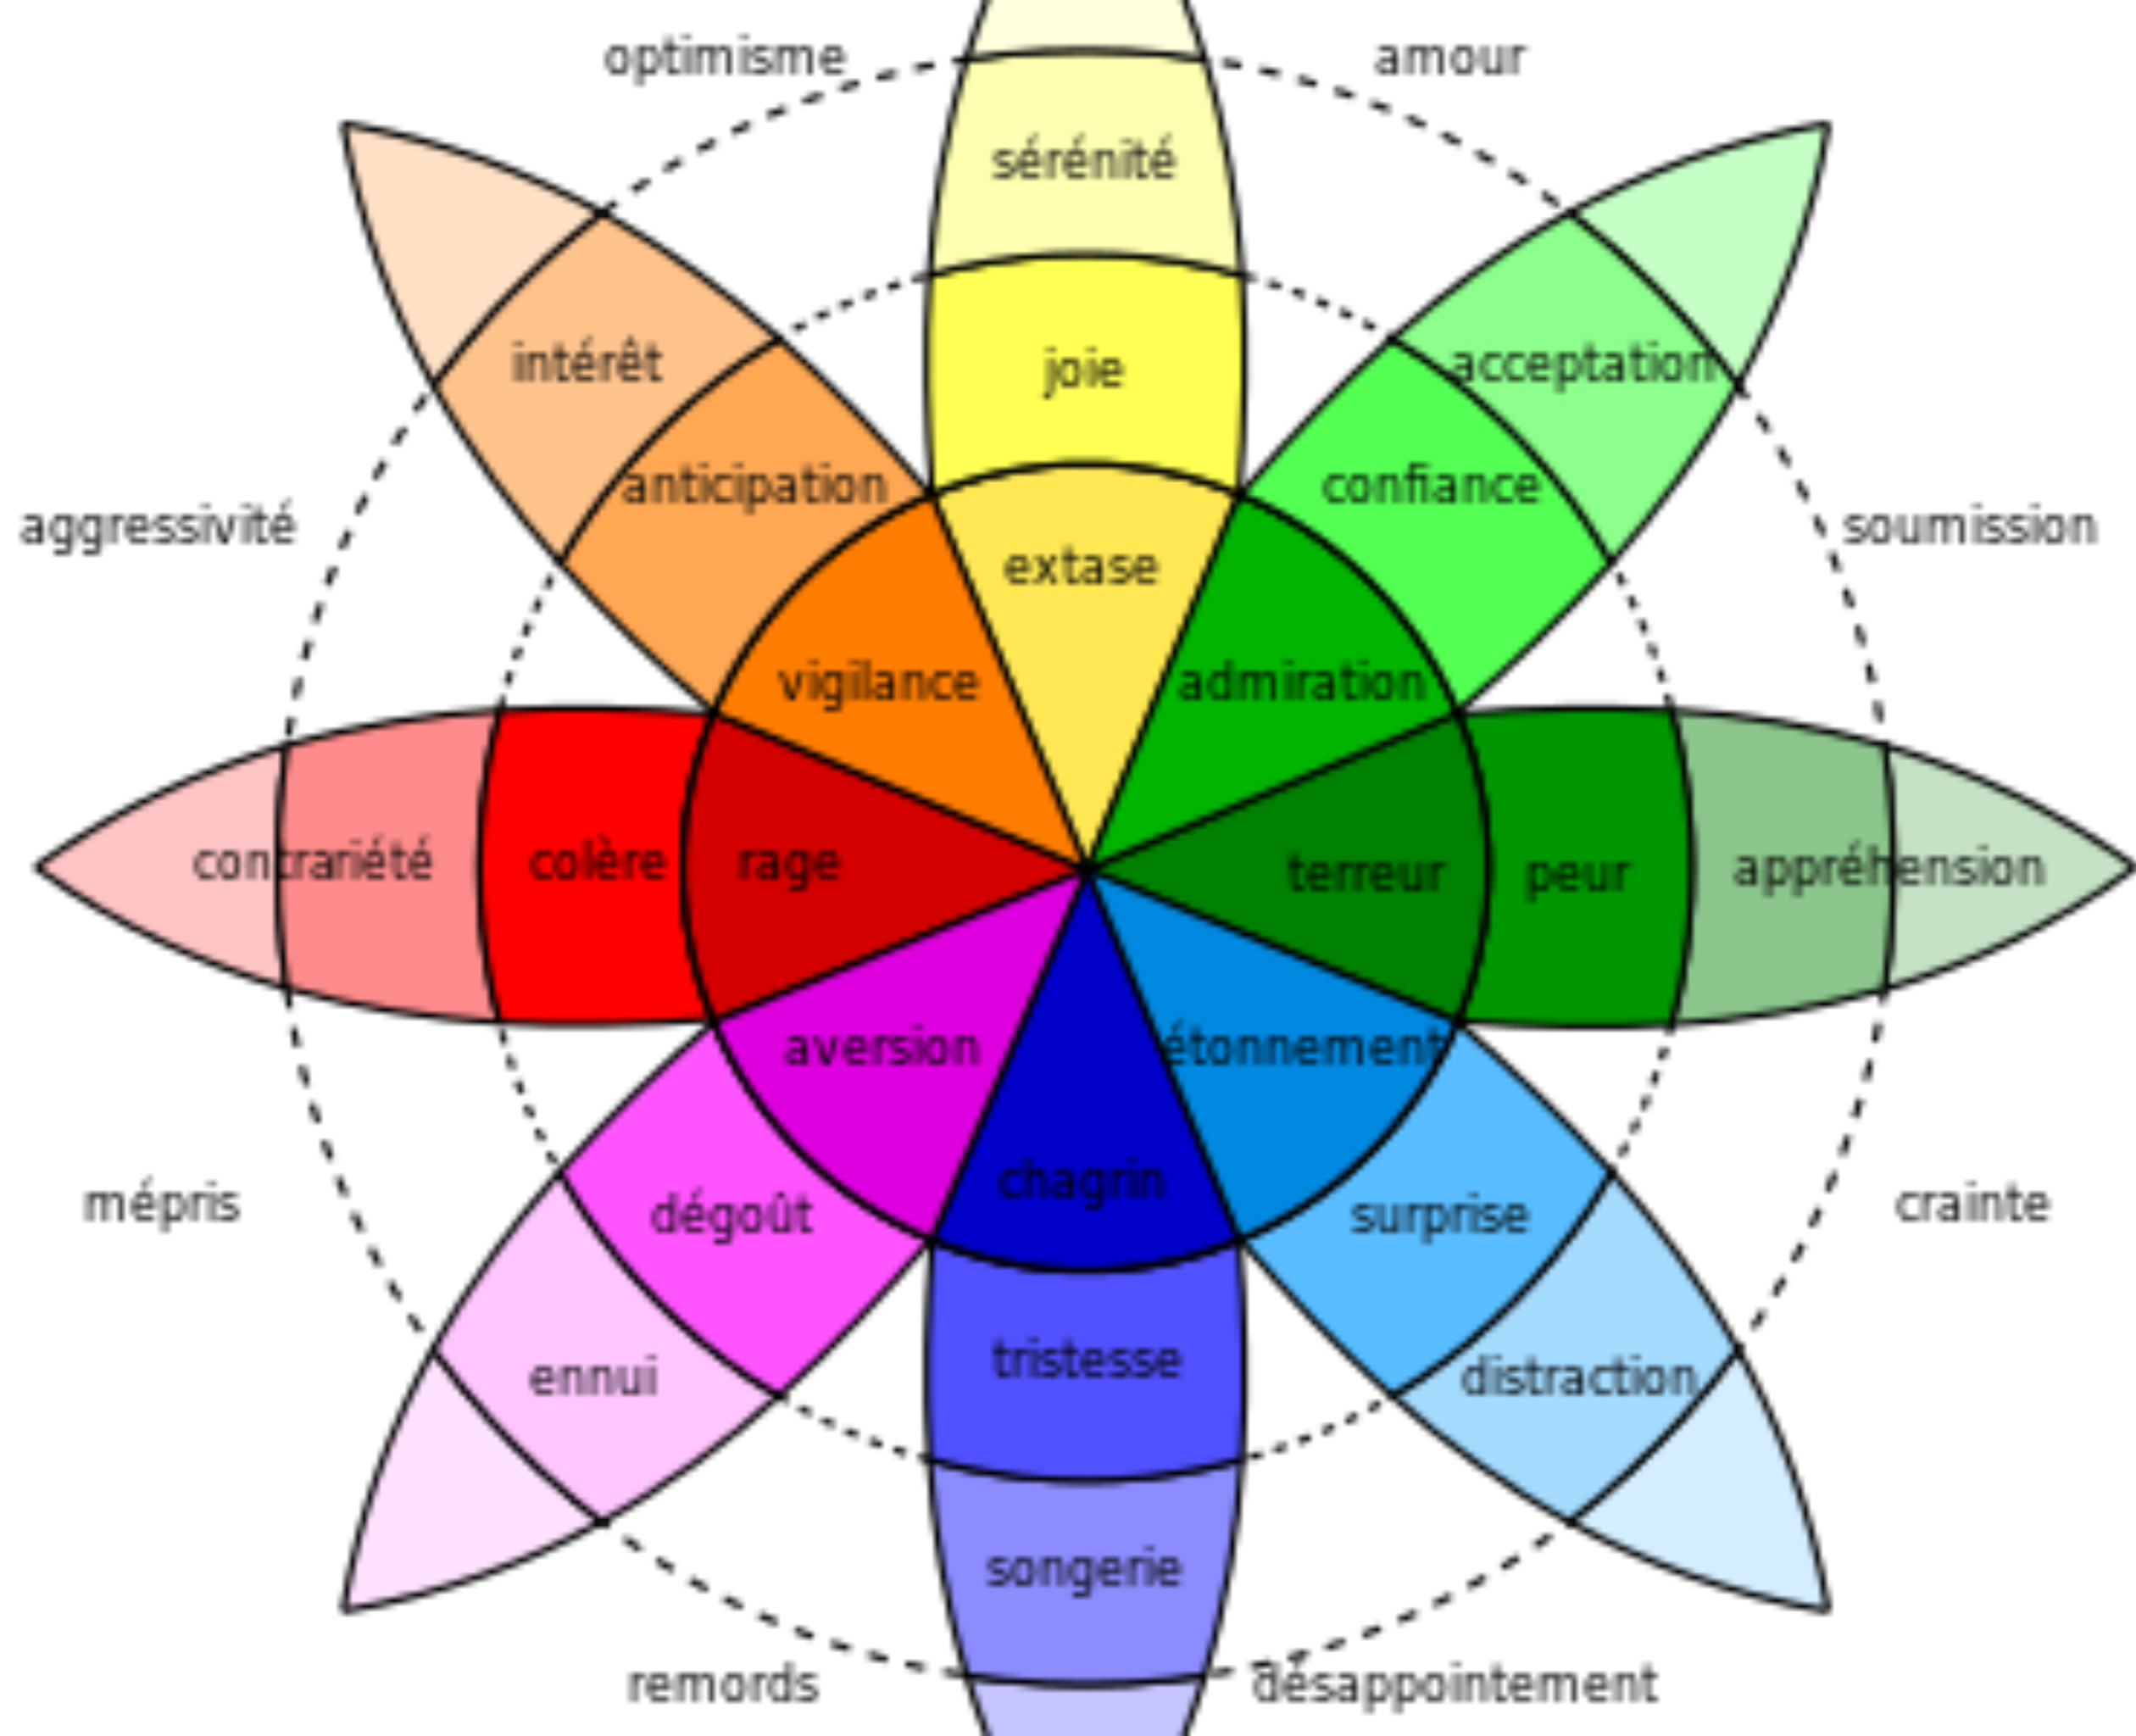 optimisme
amour
sérénité
intérêt
joie
acceptation
anticipation
confiance
aggressivité
soumission
extase
vigilance
admiration
contrariété
colère
rage
terreur
peur
appréhension
aversion
étonnement
chagrin
mépris
dégoût
surprise
crainte
tristesse
ennui
distraction
songerie
remords
désappointement